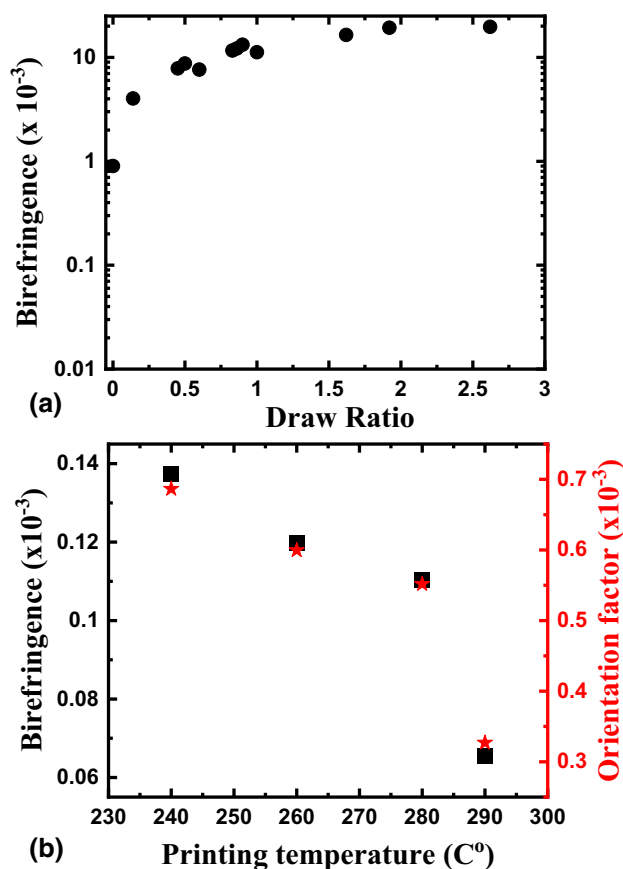 Birefringence (x 10⁻³)
10
1
0.1
0.01
0 0.5 1 1.5 2 2.5 3
(a)
Draw Ratio
Birefringence (x10⁻³)
0.14
0.12
0.1
0.08
0.06
0.7
0.6
0.5
0.4
0.3
Orientation factor (x10⁻³)
230 240 250 260 270 280 290 300
(b)
Printing temperature (Cᵒ)